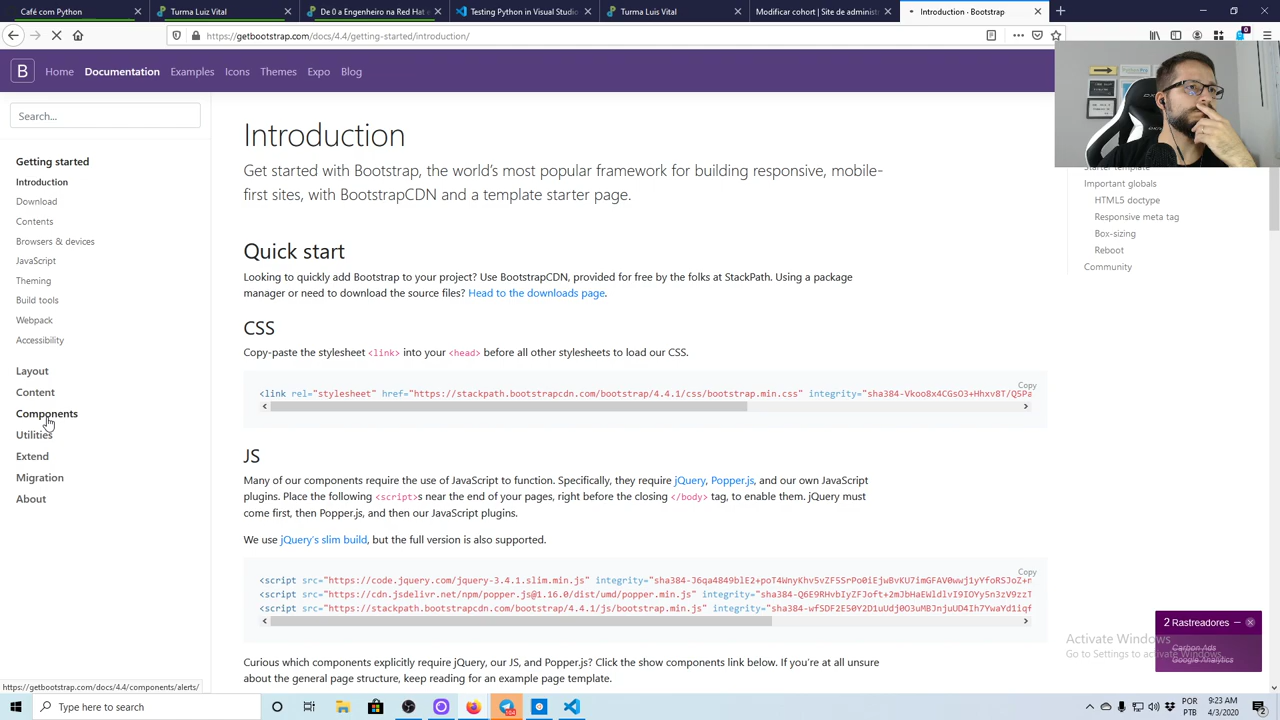 Café com Python
Turma Luiz Vital
De 0 a Engenheiro na Red Hat
Testing Python in Visual Studio
Turma Luis Vital
Modificar cohort | Site de administ
Introduction · Bootstrap
https://getbootstrap.com/docs/4.4/getting-started/introduction/
B
Home
Documentation
Examples
Icons
Themes
Expo
Blog
Search...
Getting started
Introduction
Download
Contents
Browsers & devices
JavaScript
Theming
Build tools
Webpack
Accessibility
Layout
Content
Components
Utilities
Extend
Migration
About
https://getbootstrap.com/docs/4.4/components/alerts/
Introduction
Get started with Bootstrap, the world's most popular framework for building responsive, mobile-
first sites, with BootstrapCDN and a template starter page.
Quick start
Looking to quickly add Bootstrap to your project? Use BootstrapCDN, provided for free by the folks at StackPath. Using a package
manager or need to download the source files? Head to the downloads page.
CSS
Copy-paste the stylesheet <link> into your <head> before all other stylesheets to load our CSS.
Copy
<link rel="stylesheet" href="https://stackpath.bootstrapcdn.com/bootstrap/4.4.1/css/bootstrap.min.css" integrity=
JS
Many of our components require the use of JavaScript to function. Specifically, they require jQuery, Popper.js, and our own JavaScript
plugins. Place the following <script>s near the end of your pages, right before the closing </body> tag, to enable them. jQuery must
come first, then Popper.js, and then our JavaScript plugins.
We use jQuery's slim build, but the full version is also supported.
Copy
<script src="https://code.jquery.com/jquery-3.4.1.slim.min.js" integrity=
<script src="https://cdn.jsdelivr.net/npm/popper.js@1.16.0/dist/umd/popper.min.js" integrity=
<script src="https://stackpath.bootstrapcdn.com/bootstrap/4.4.1/js/bootstrap.min.js" integrity=
Curious which components explicitly require jQuery, our JS, and Popper.js? Click the show components link below. If you're at all unsure
about the general page structure, keep reading for an example page template.
Starter template
Important globals
HTML5 doctype
Responsive meta tag
Box-sizing
Reboot
Community
2 Rastreadores
Carbon Ads
Google Analytics
Activate Windows
Go to Settings to activate Windows.
Type here to search
POR
PTB
9:23 AM
4/3/2020